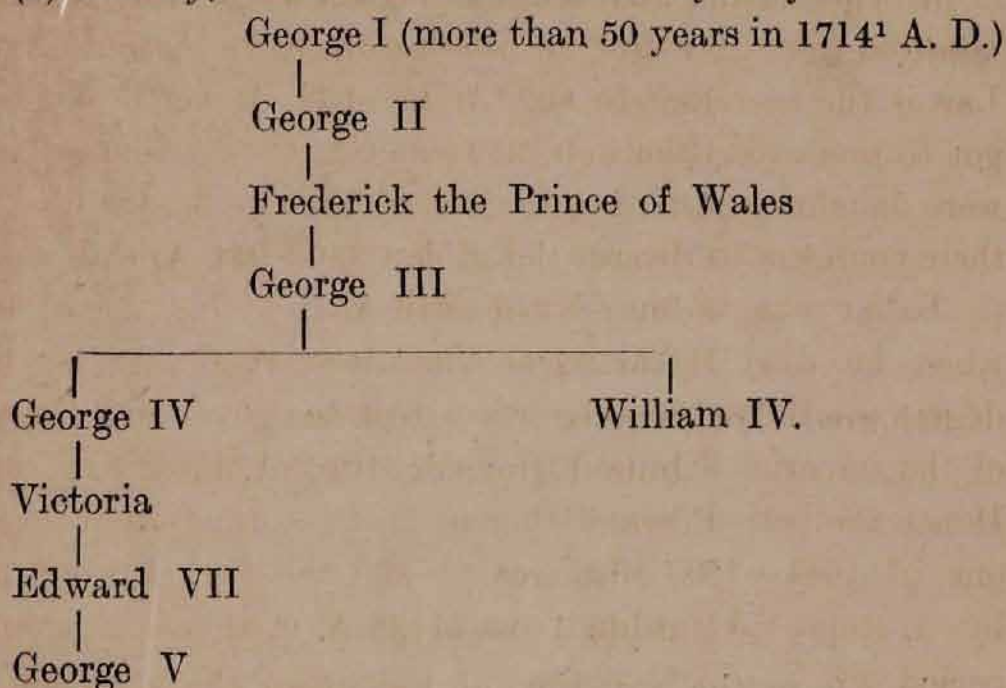 George I (more than 50 years in 1714¹ A. D.)
George II
Frederick the Prince of Wales
George III
George IV William IV.
Victoria
Edward VII
George V